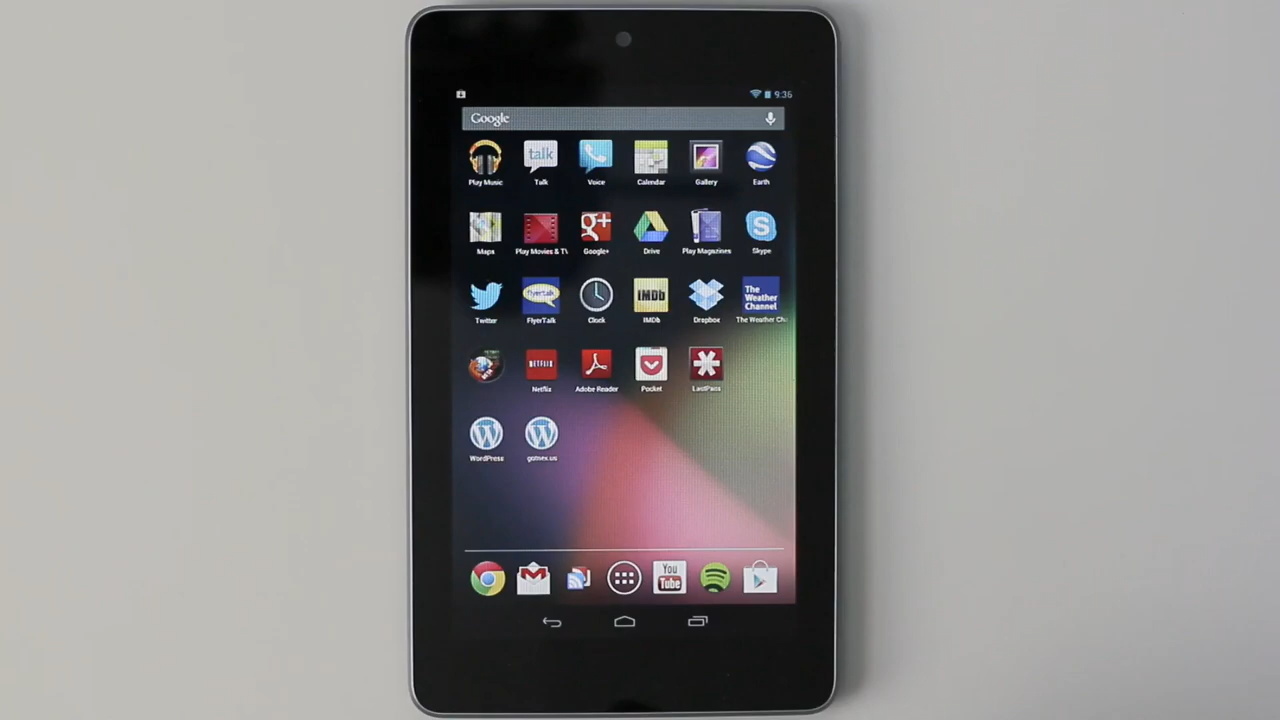 9:36
Google
talk
Play Music Talk Voice Calendar Gallery Earth
g+
S
Maps Play Movies & TV Google+ Drive Play Magazines Skype
flyertalk IMDb The Weather Channel
Twitter FlyerTalk Clock IMDb Dropbox The Weather Cha
NETFLIX
Netflix Adobe Reader Pocket LastPass
W W
WordPress gotnex.us
You Tube